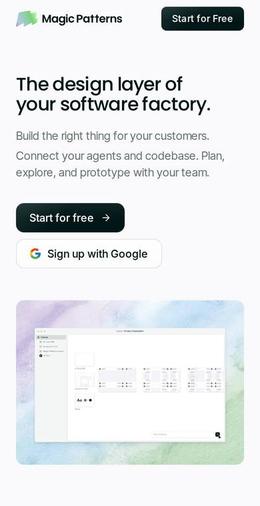 Magic Patterns
Start for Free
The design layer of
your software factory.
Build the right thing for your customers.
Connect your agents and codebase. Plan,
explore, and prototype with your team.
Start for free →
Sign up with Google